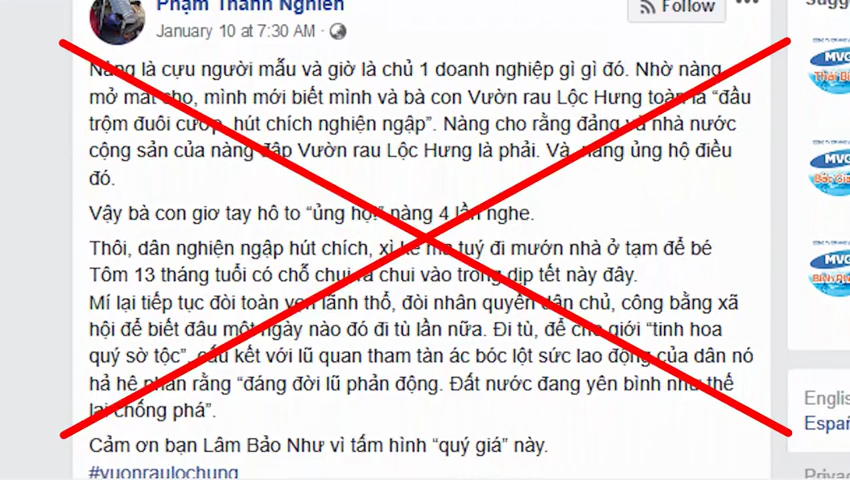 Phạm Thanh Nghiên
Follow
January 10 at 7:30 AM
Nàng là cựu người mẫu và giờ là chủ 1 doanh nghiệp gì gì đó. Nhờ nàng
mở mắt cho, mình mới biết mình và bà con Vườn rau Lộc Hưng toàn là “đầu
trộm đuôi cướp, hút chích nghiện ngập”. Nàng cho rằng đảng và nhà nước
cộng sản của nàng đập Vườn rau Lộc Hưng là phải. Và nàng ủng hộ điều
đó.
Vậy bà con giơ tay hô to “ủng hộ!” nàng 4 lần nghe.
Thôi, dân nghiện ngập hút chích, xì ke ma tuý đi mướn nhà ở tạm để bé
Tôm 13 tháng tuổi có chỗ chui ra chui vào trong dịp tết này đây.
Mí lại tiếp tục đòi toàn vẹn lãnh thổ, đòi nhân quyền dân chủ, công bằng xã
hội để biết đâu một ngày nào đó đi tù lần nữa. Đi tù, để cho giới “tinh hoa
quý sờ tộc”, cấu kết với lũ quan tham tàn ác bóc lột sức lao động của dân nó
hả hê phán rằng “đáng đời lũ phản động. Đất nước đang yên bình như thế
lại chống phá”.
Cảm ơn bạn Lâm Bảo Như vì tấm hình “quý giá” này.
#vuonraulochung
MVC
MVC
MVC
Englis
Españ
Privac